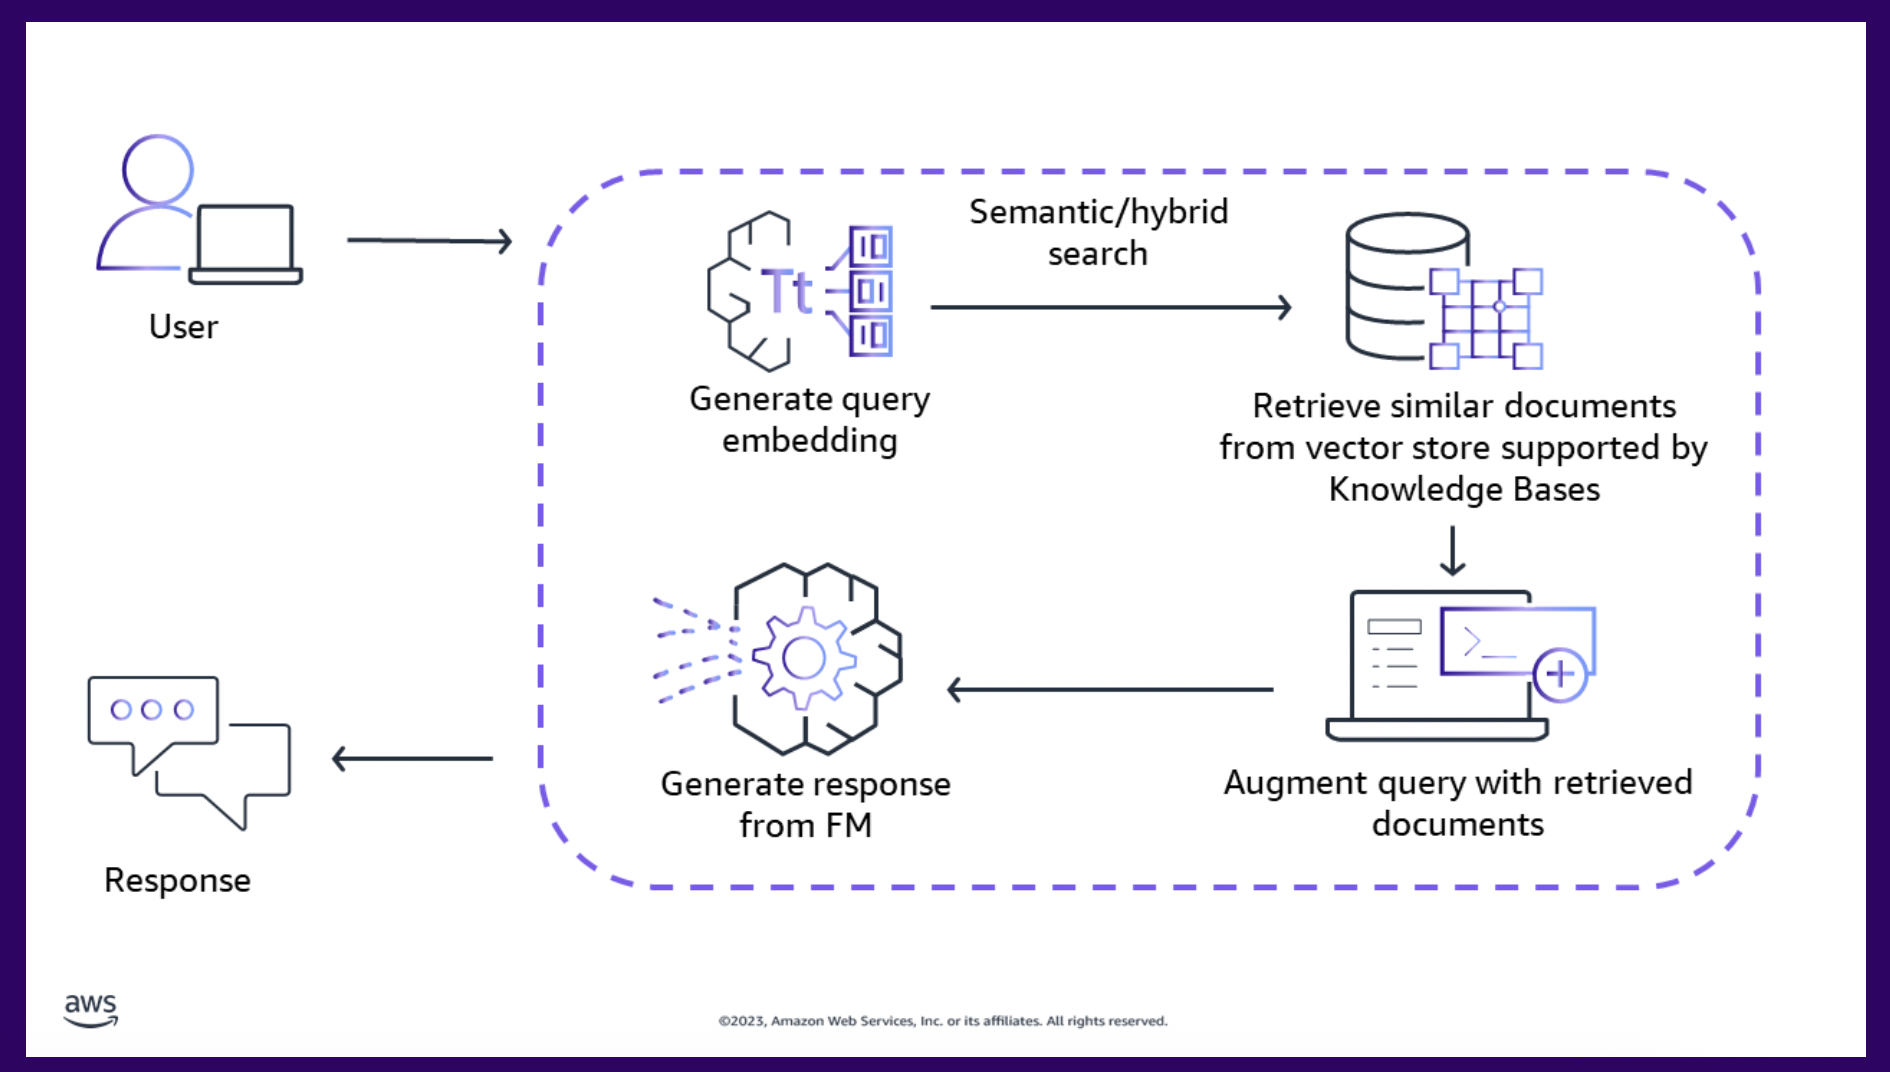 User
Tt
Generate query
embedding
Semantic/hybrid
search
Retrieve similar documents
from vector store supported by
Knowledge Bases
Augment query with retrieved
documents
Generate response
from FM
Response
aws
©2023, Amazon Web Services, Inc. or its affiliates. All rights reserved.